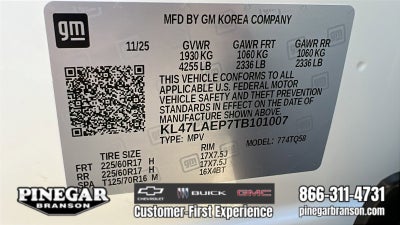 gm
MFD BY GM KOREA COMPANY
11/25 GVWR GAWR FRT GAWR RR
1930 KG 1060 KG 1060 KG
4255 LB 2336 LB 2336 LB
THIS VEHICLE CONFORMS TO ALL
APPLICABLE U.S. FEDERAL MOTOR
VEHICLE SAFETY STANDARDS IN
EFFECT ON THE DATE OF
MANUFACTURE SHOWN ABOVE.
KL47LAEP7TB101007
TYPE: MPV MODEL: 774TQ58
TIRE SIZE RIM
FRT 225/60R17 H 17X7.5J
RR 225/60R17 H 17X7.5J
SPA T125/70R16 M 16X4BT
PINEGAR
BRANSON
CHEVROLET BUICK GMC
Customer-First Experience
866-311-4731
pinegarbranson.com